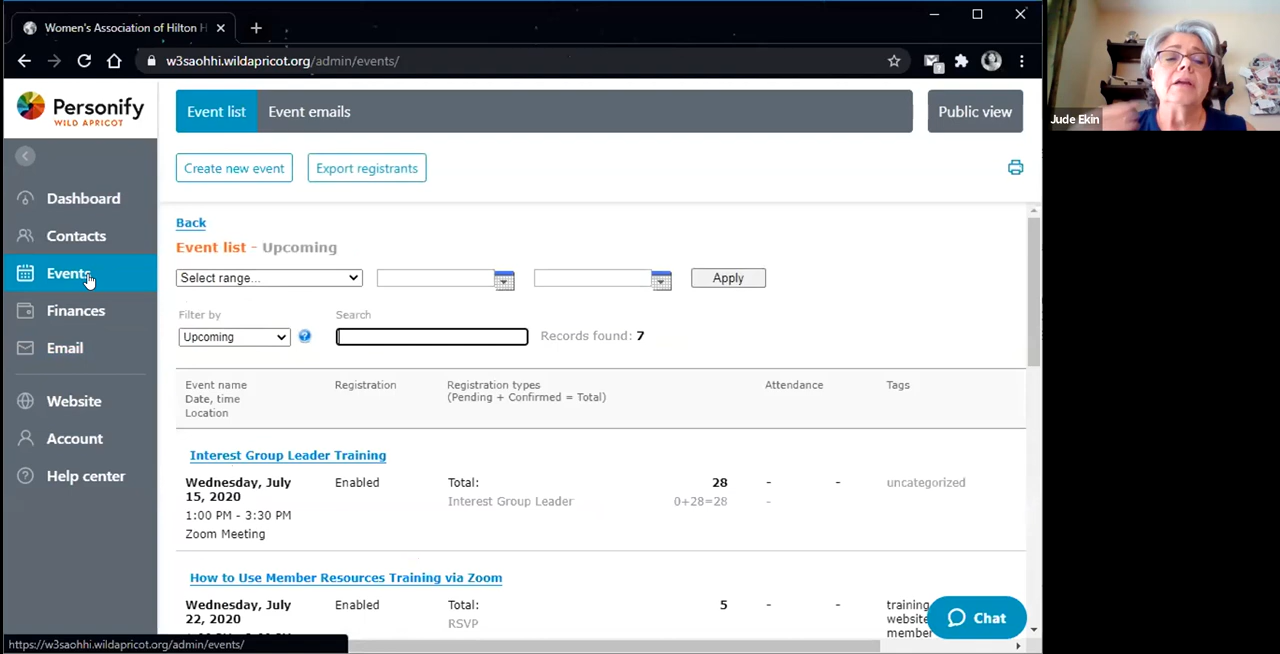 Women's Association of Hilton H
w3saohhi.wildapricot.org/admin/events/
Personify
WILD APRICOT
Event list
Event emails
Public view
Jude Ekin
Create new event
Export registrants
Dashboard
Contacts
Events
Finances
Email
Website
Account
Help center
Back
Event list - Upcoming
Select range...
Apply
Filter by
Search
Upcoming
Records found: 7
Event name
Date, time
Location
Registration
Registration types
(Pending + Confirmed = Total)
Attendance
Tags
Interest Group Leader Training
Wednesday, July
15, 2020
1:00 PM - 3:30 PM
Zoom Meeting
Enabled
Total:
28
-
-
uncategorized
Interest Group Leader
0+28=28
-
How to Use Member Resources Training via Zoom
Wednesday, July
22, 2020
Enabled
Total:
5
-
-
RSVP
training
website
member
Chat
https://w3saohhi.wildapricot.org/admin/events/